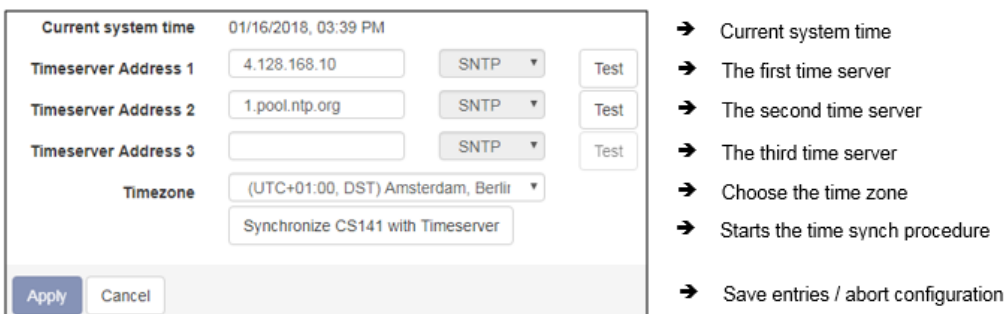 Current system time 01/16/2018, 03:39 PM ➔ Current system time
Timeserver Address 1 4.128.168.10 SNTP Test ➔ The first time server
Timeserver Address 2 1.pool.ntp.org SNTP Test ➔ The second time server
Timeserver Address 3 SNTP Test ➔ The third time server
Timezone (UTC+01:00, DST) Amsterdam, Berlir ➔ Choose the time zone
Synchronize CS141 with Timeserver ➔ Starts the time synch procedure
Apply Cancel ➔ Save entries / abort configuration